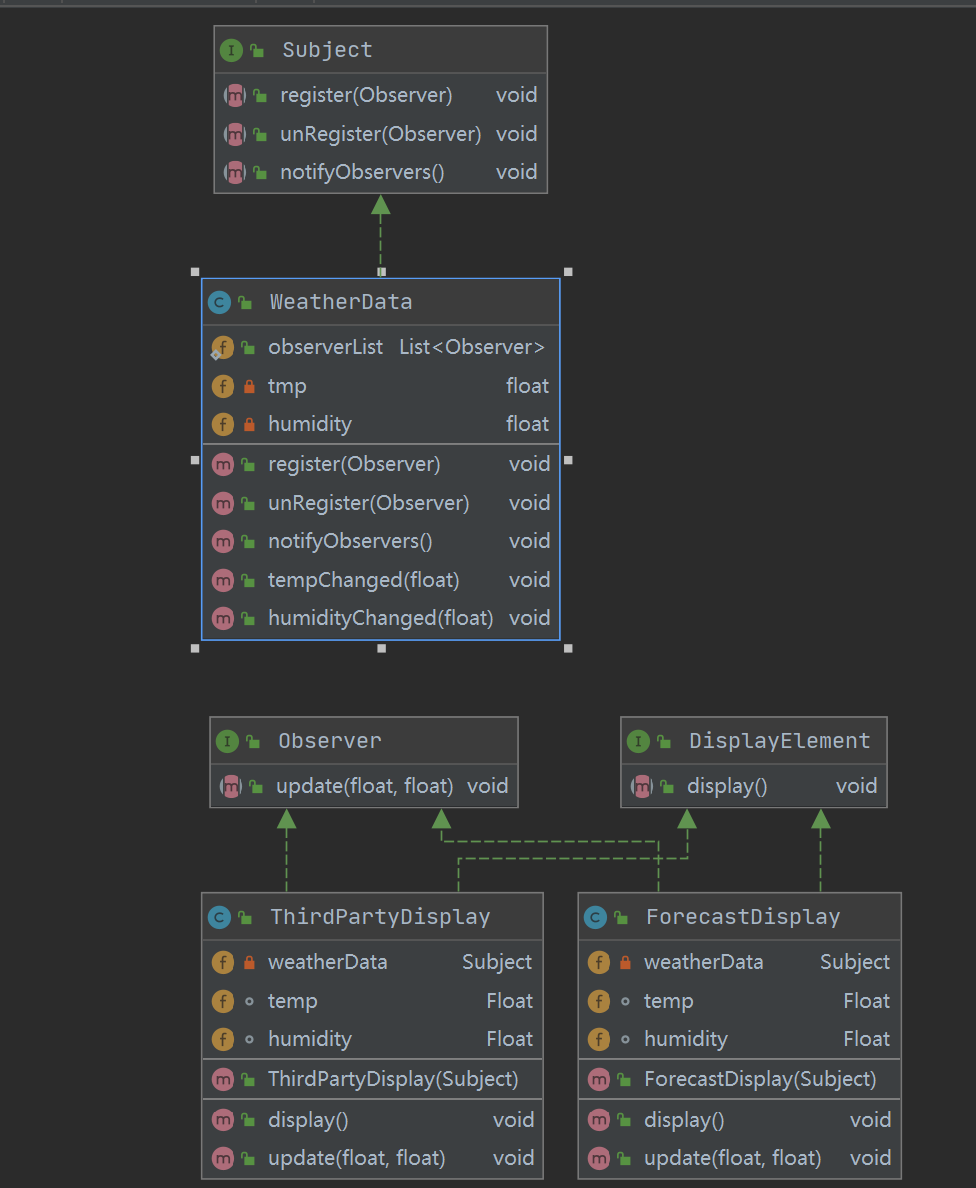 Subject
register(Observer) void
unRegister(Observer) void
notifyObservers() void
WeatherData
observerList List<Observer>
tmp float
humidity float
register(Observer) void
unRegister(Observer) void
notifyObservers() void
tempChanged(float) void
humidityChanged(float) void
Observer
update(float, float) void
DisplayElement
display() void
ThirdPartyDisplay
weatherData Subject
temp Float
humidity Float
ThirdPartyDisplay(Subject)
display() void
update(float, float) void
ForecastDisplay
weatherData Subject
temp Float
humidity Float
ForecastDisplay(Subject)
display() void
update(float, float) void